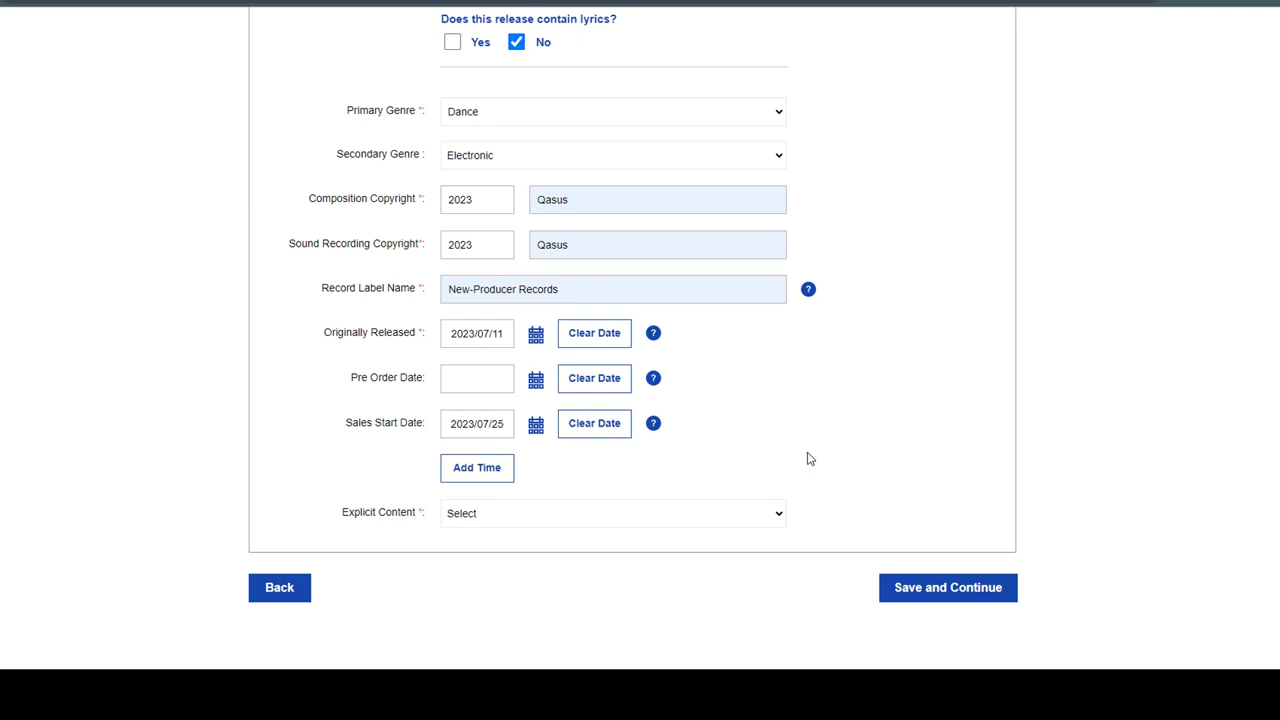 Does this release contain lyrics?
Yes No
Primary Genre *: Dance
Secondary Genre : Electronic
Composition Copyright *: 2023 Qasus
Sound Recording Copyright*: 2023 Qasus
Record Label Name *: New-Producer Records ?
Originally Released *: 2023/07/11 Clear Date ?
Pre Order Date: Clear Date ?
Sales Start Date: 2023/07/25 Clear Date ?
Add Time
Explicit Content *: Select
Back Save and Continue